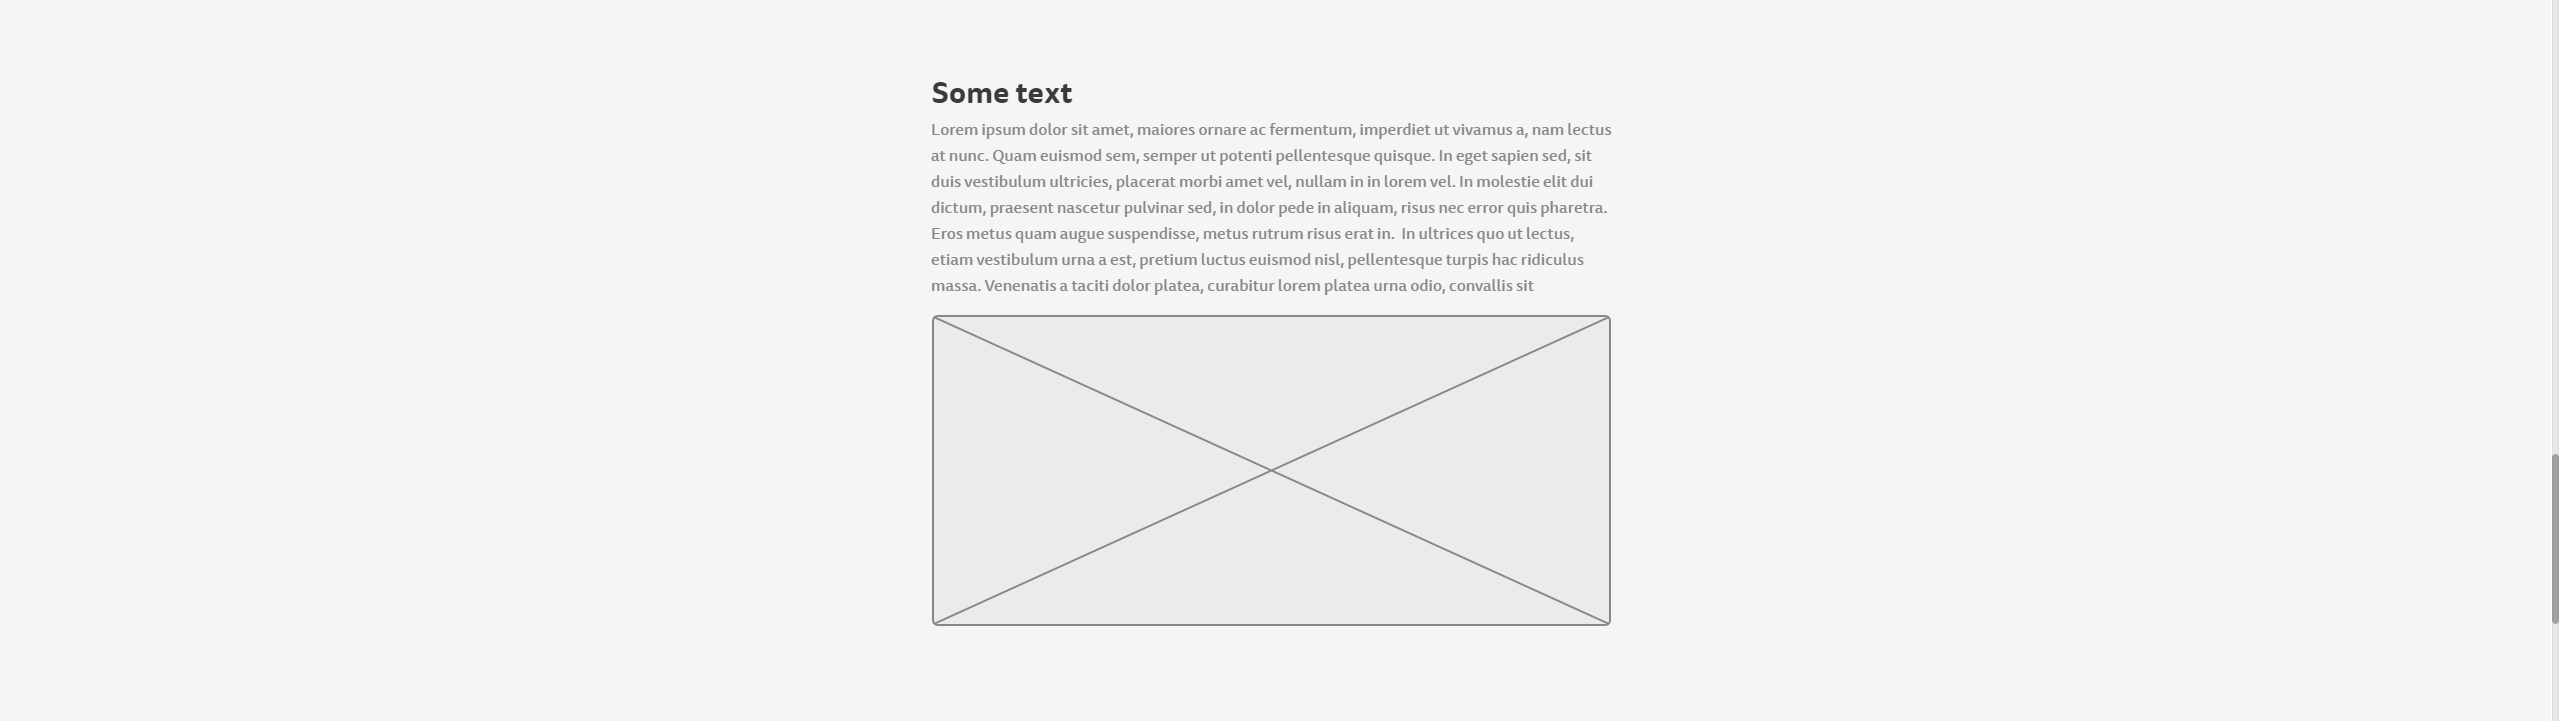 Some text
Lorem ipsum dolor sit amet, maiores ornare ac fermentum, imperdiet ut vivamus a, nam lectus
at nunc. Quam euismod sem, semper ut potenti pellentesque quisque. In eget sapien sed, sit
duis vestibulum ultricies, placerat morbi amet vel, nullam in in lorem vel. In molestie elit dui
dictum, praesent nascetur pulvinar sed, in dolor pede in aliquam, risus nec error quis pharetra.
Eros metus quam augue suspendisse, metus rutrum risus erat in.  In ultrices quo ut lectus,
etiam vestibulum urna a est, pretium luctus euismod nisl, pellentesque turpis hac ridiculus
massa. Venenatis a taciti dolor platea, curabitur lorem platea urna odio, convallis sit